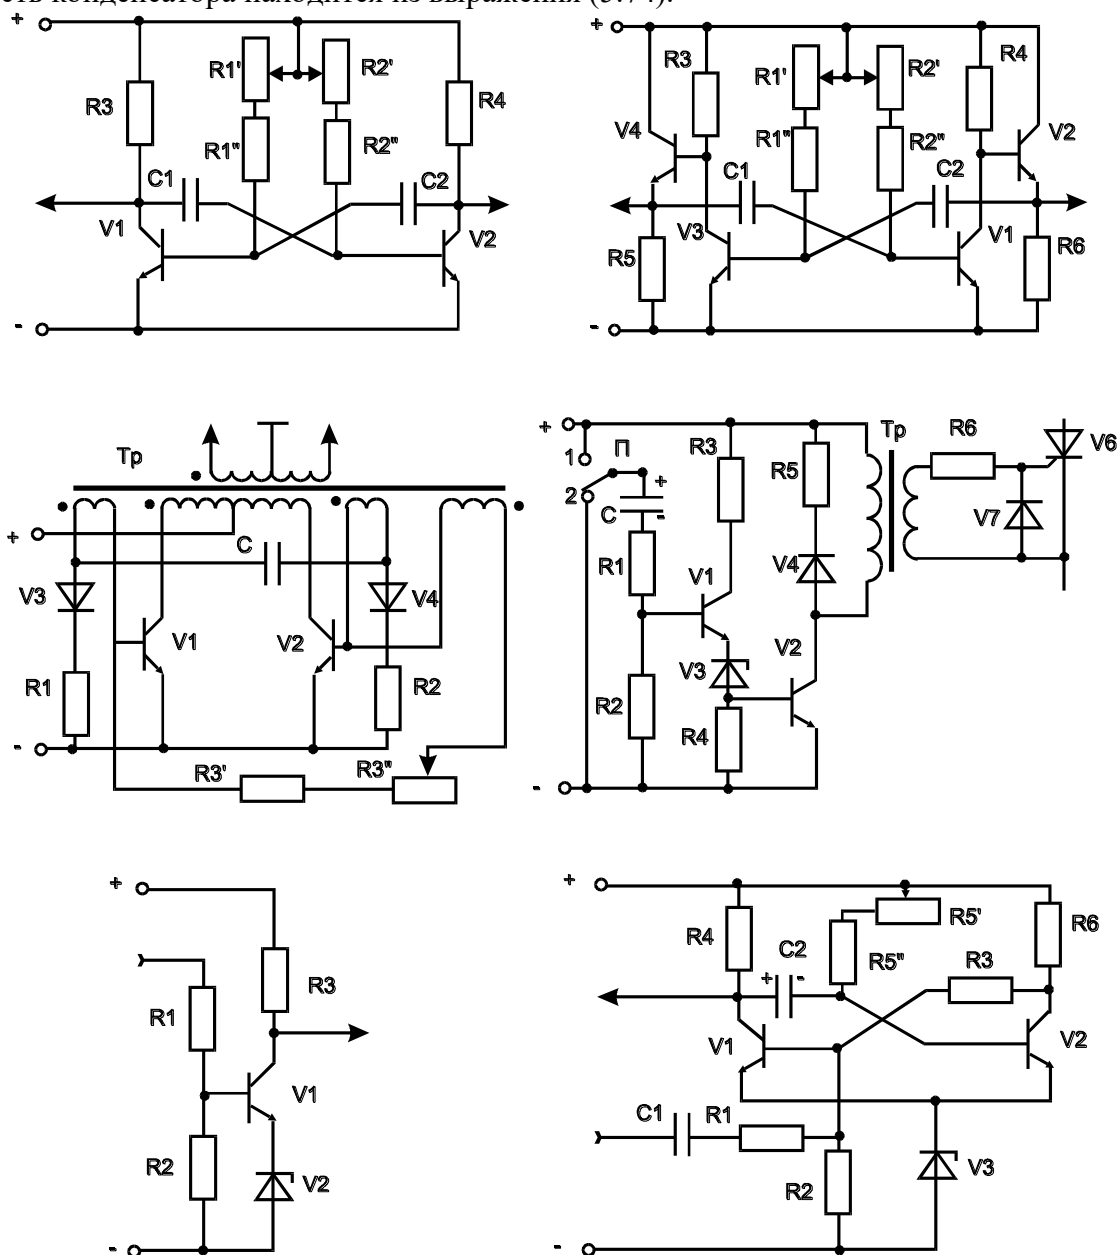 сть конденсатора находится из выражения (3.74).
+ +
R3 R1' R2' R4 R3 R1' R2' R4
R1" R2" V4 R1" R2" V2
C1 C2 C1 C2
V1 V2 V3 V1
R5 R6
- -
Тр + R3 Тр R6 V6
1 П
R5
2 +
C - V7
+ C R1 V4
V3 V4 V1
V1 V2 V3 V2
R1 R2 R2 R4
-
R3' R3" -
+ +
R4 C2 R5' R6
R3 + - R5" R3
R1
V1 V2
V1
C1 R1
R2 V2 R2 V3
- -